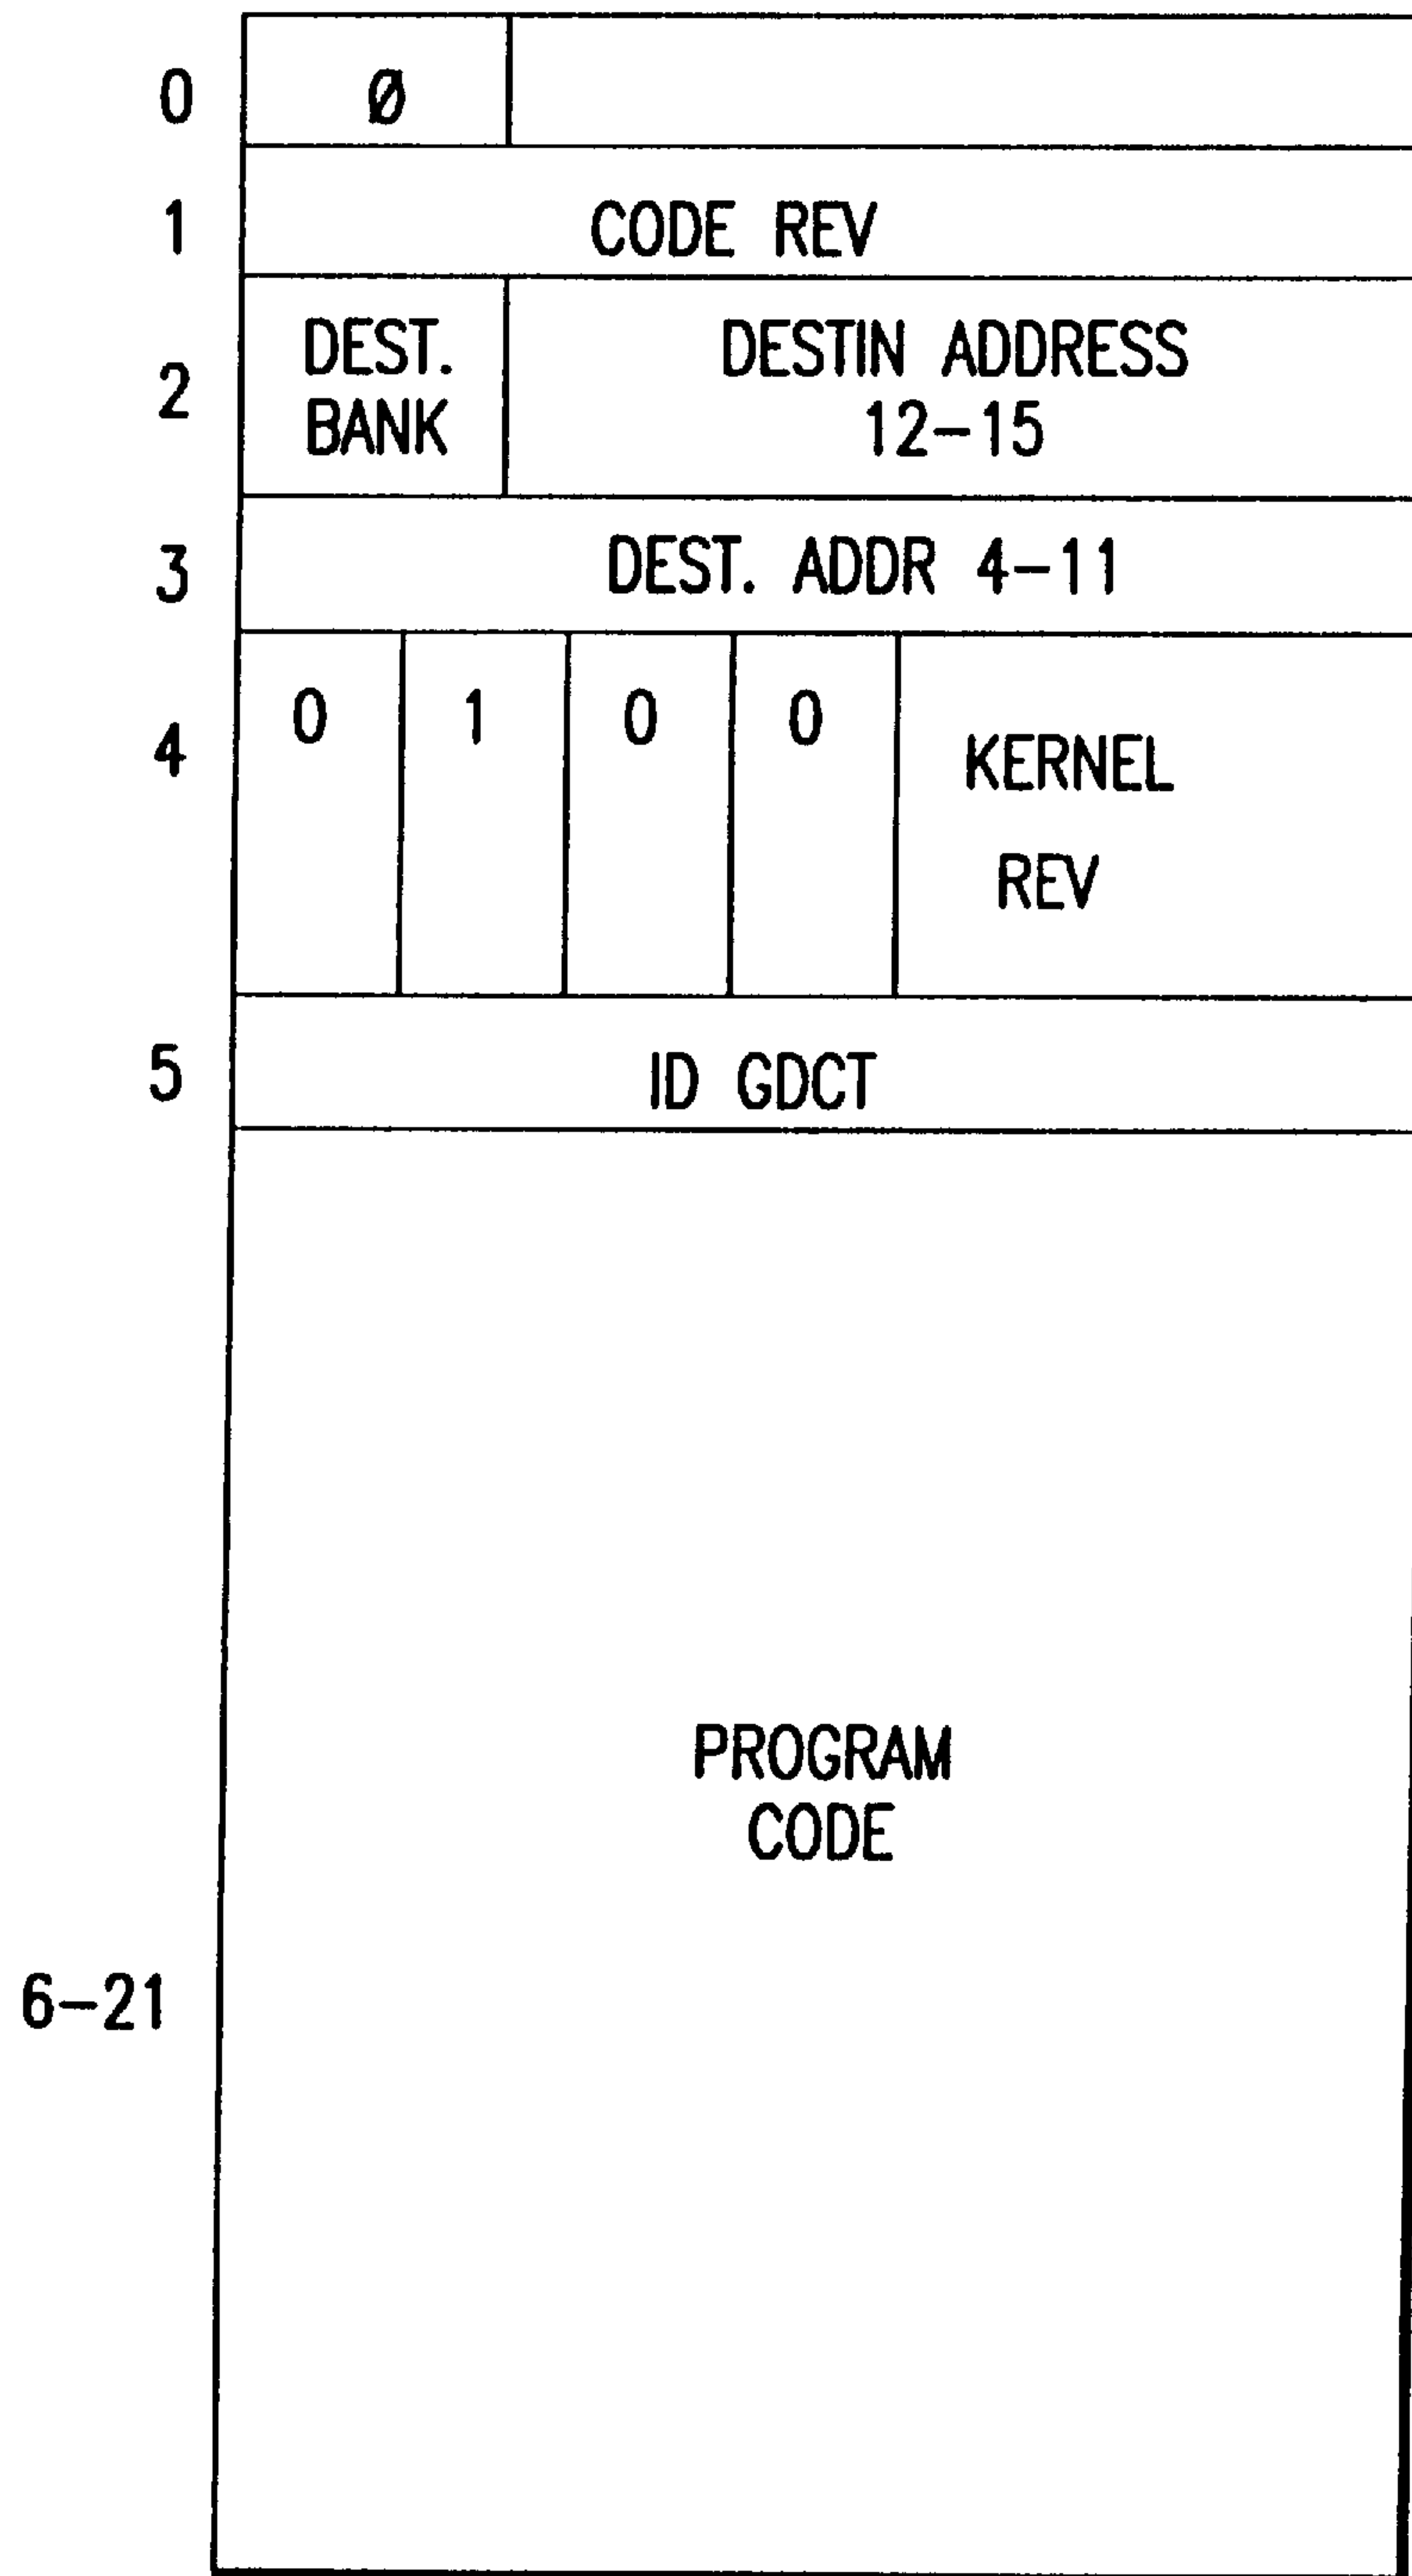 0 Ø
1 CODE REV
2 DEST. BANK DESTIN ADDRESS 12-15
3 DEST. ADDR 4-11
4 0 1 0 0 KERNEL REV
5 ID GDCT
PROGRAM
CODE
6-21